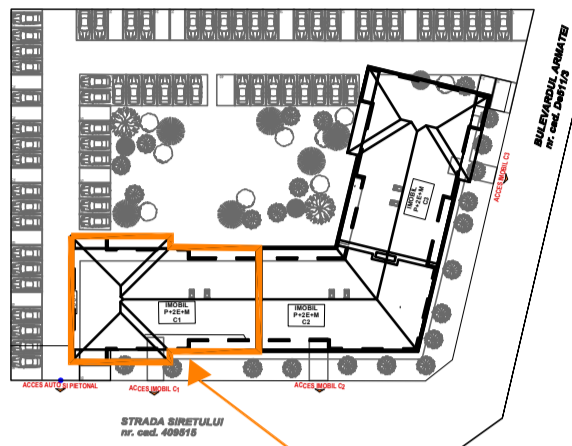 BULEVARDUL ARMATEI
nr. cad. De811/3
ACCES IMOBIL C3
IMOBIL
P+2E+M
C3
IMOBIL
P+2E+M
C1
IMOBIL
P+2E+M
C2
ACCES AUTO SI PIETONAL
ACCES IMOBIL C1
ACCES IMOBIL C2
STRADA SIRETULUI
nr. cad. 409515